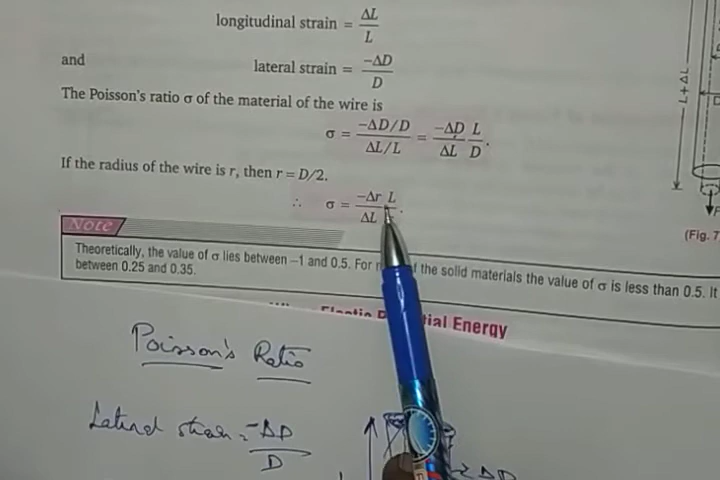 longitudinal strain = ΔL/L
and
lateral strain = −ΔD/D
The Poisson's ratio σ of the material of the wire is
σ = −ΔD/D / ΔL/L = −ΔD/ΔL L/D.
If the radius of the wire is r, then r = D/2.
∴ σ = −Δr/ΔL L
Note
Theoretically, the value of σ lies between −1 and 0.5. For the solid materials the value of σ is less than 0.5. It
between 0.25 and 0.35.
Energy
Poisson's Ratio
Lateral strain = −ΔD/D
ΔD
L + ΔL
D
F
(Fig. 7